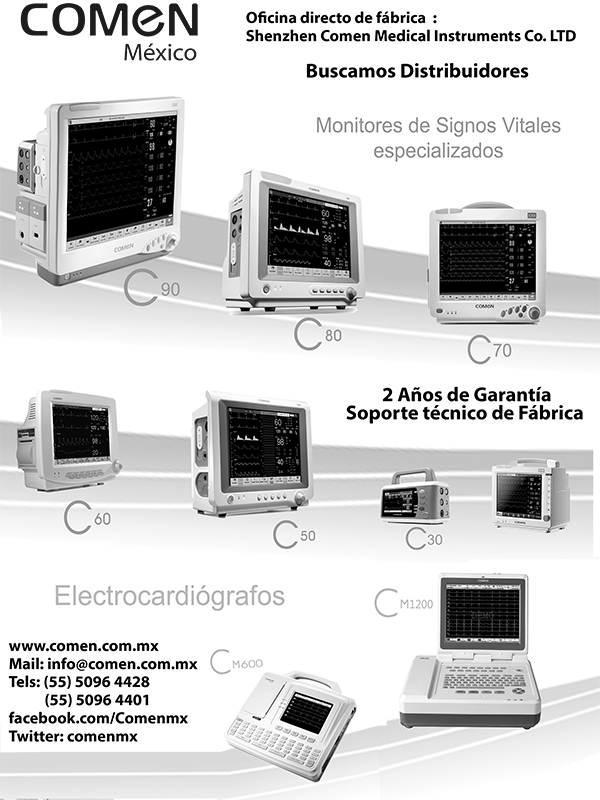 COMEN
México
Oficina directo de fábrica :
Shenzhen Comen Medical Instruments Co. LTD
Buscamos Distribuidores
Monitores de Signos Vitales
especializados
COMEN
C90
C80
COMEN
C70
2 Años de Garantía
Soporte técnico de Fábrica
C60
C50
C30
Electrocardiógrafos
CM1200
www.comen.com.mx
Mail: info@comen.com.mx
CM600
Tels: (55) 5096 4428
(55) 5096 4401
facebook.com/Comenmx
Twitter: comenmx